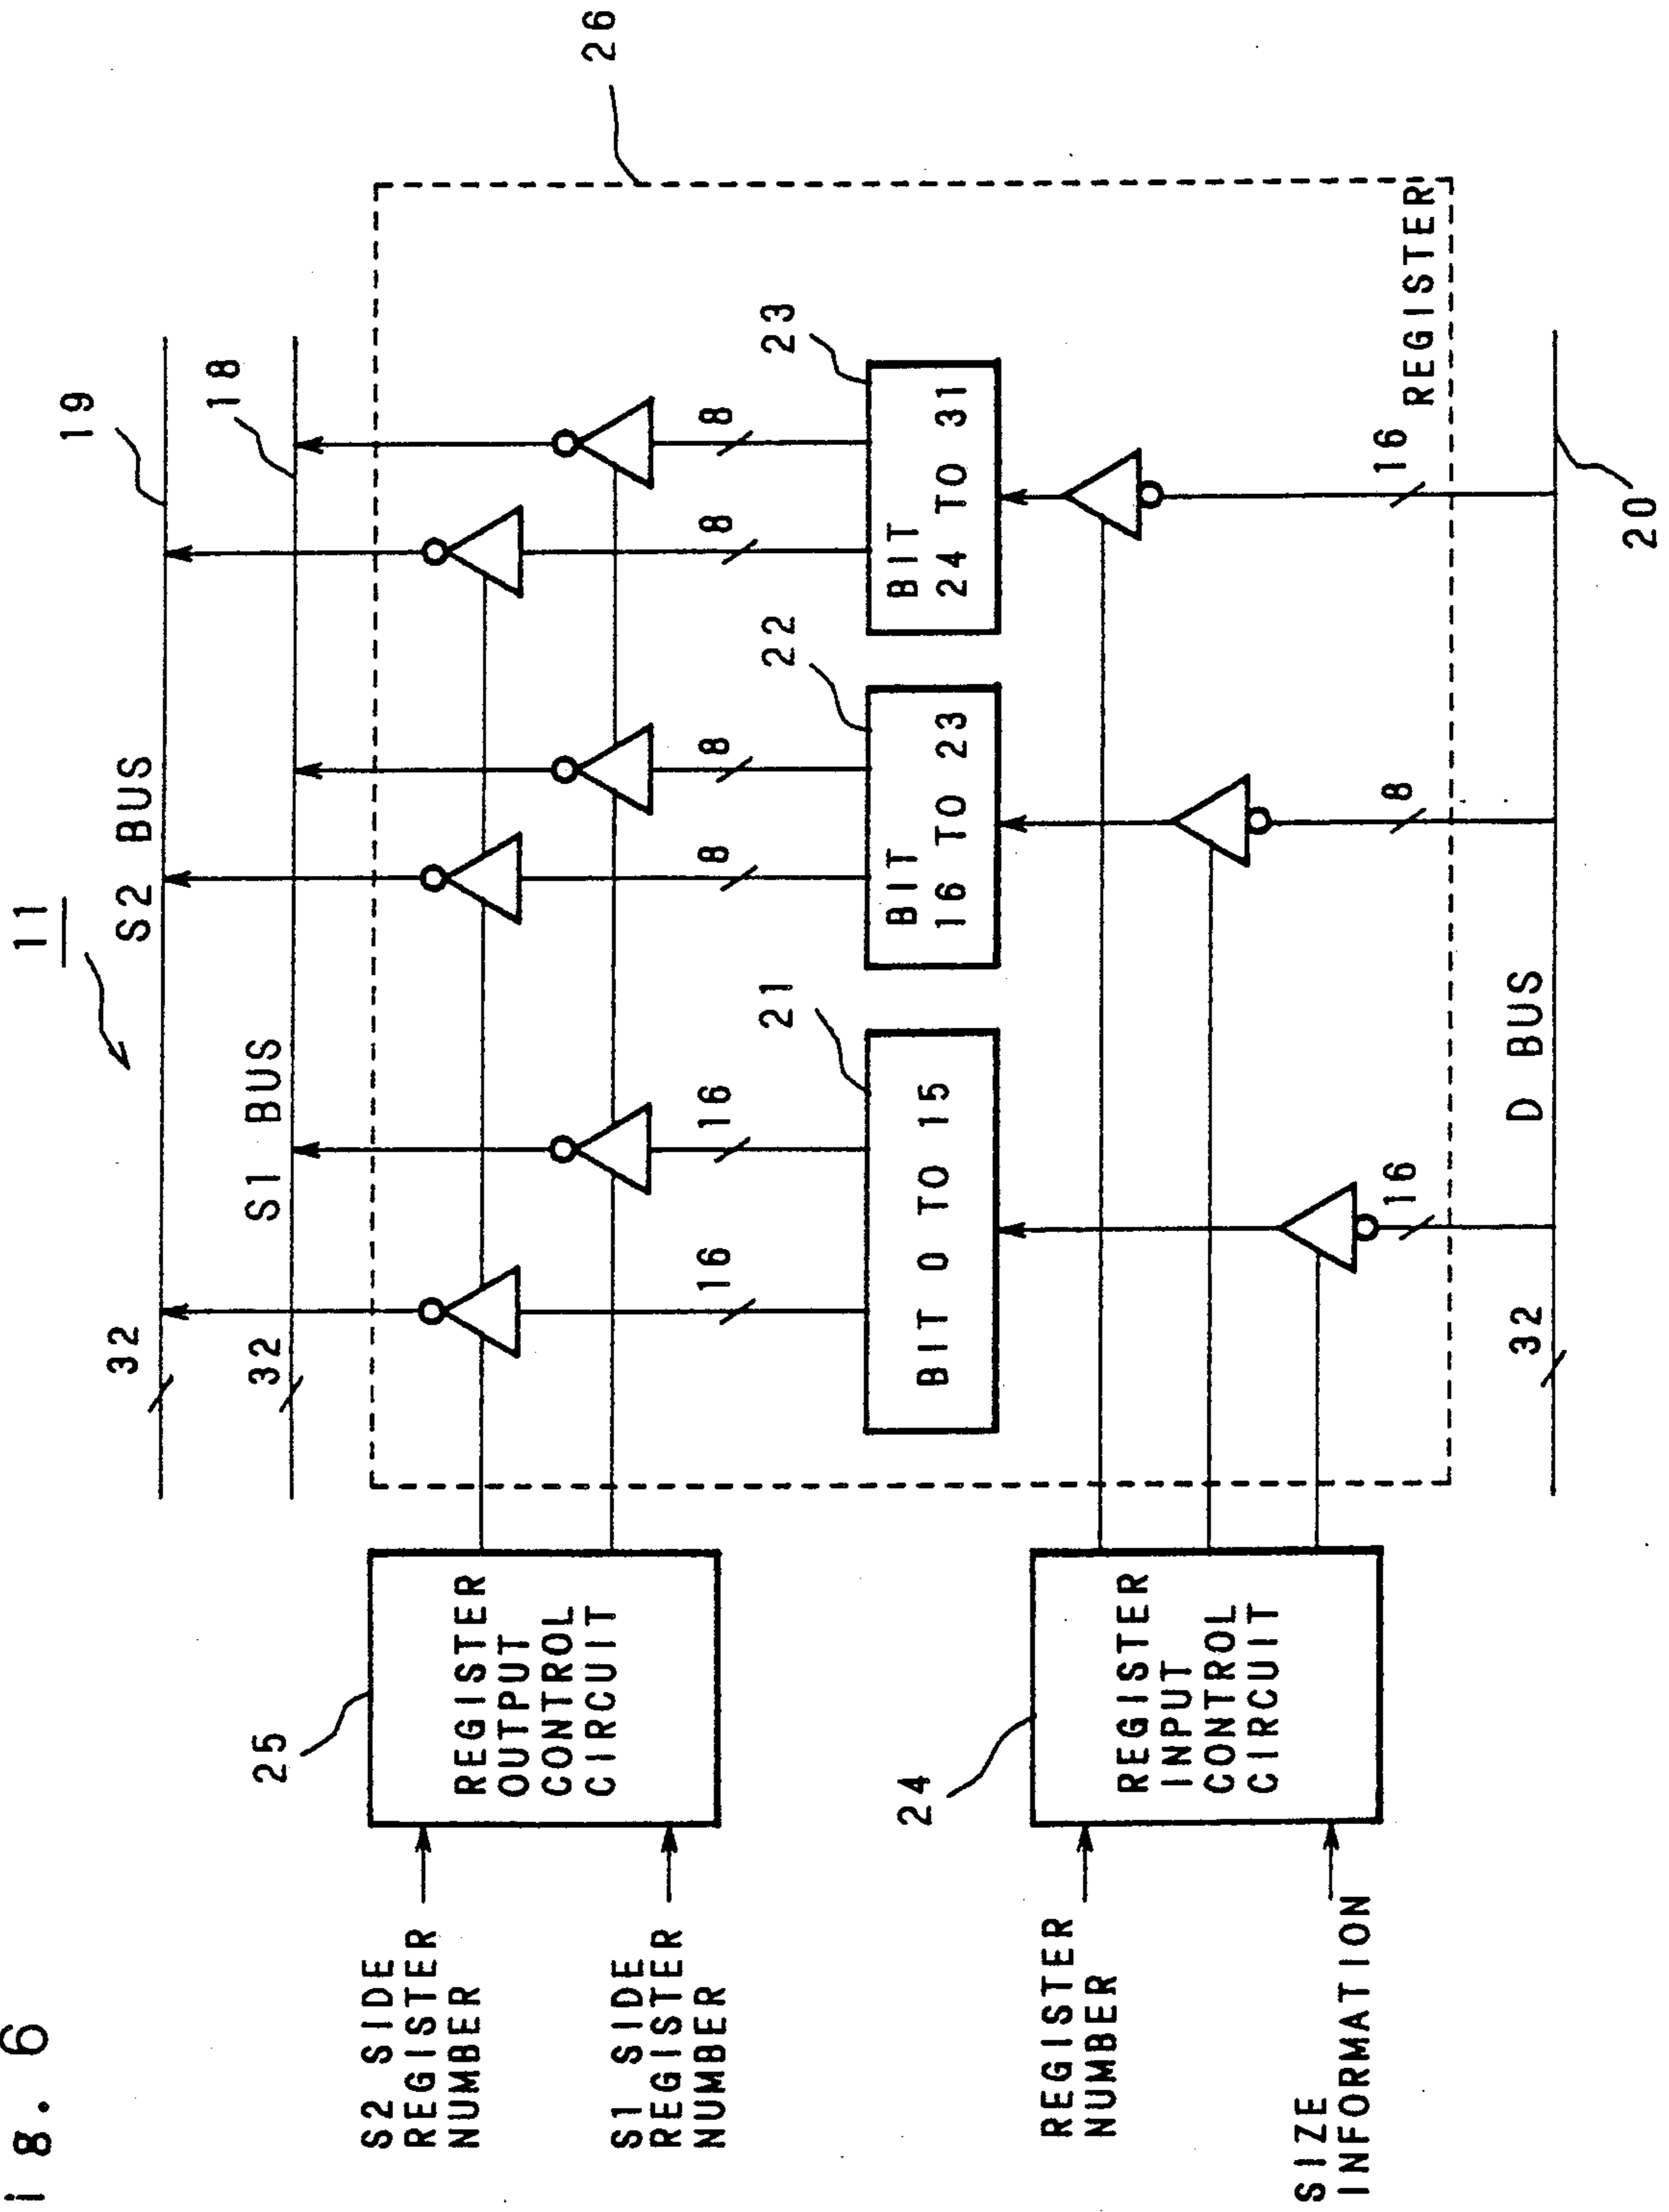 i g. 6
11
19
18
26
S2 BUS
S1 BUS
32
32
25
REGISTER
OUTPUT
CONTROL
CIRCUIT
S2 SIDE
REGISTER
NUMBER
S1 SIDE
REGISTER
NUMBER
16
16
8
8
8
8
21
22
23
BIT 0 TO 15
BIT
16 TO 23
BIT
24 TO 31
24
REGISTER
INPUT
CONTROL
CIRCUIT
REGISTER
NUMBER
SIZE
INFORMATION
16
8
16
REGISTER
32
D BUS
20